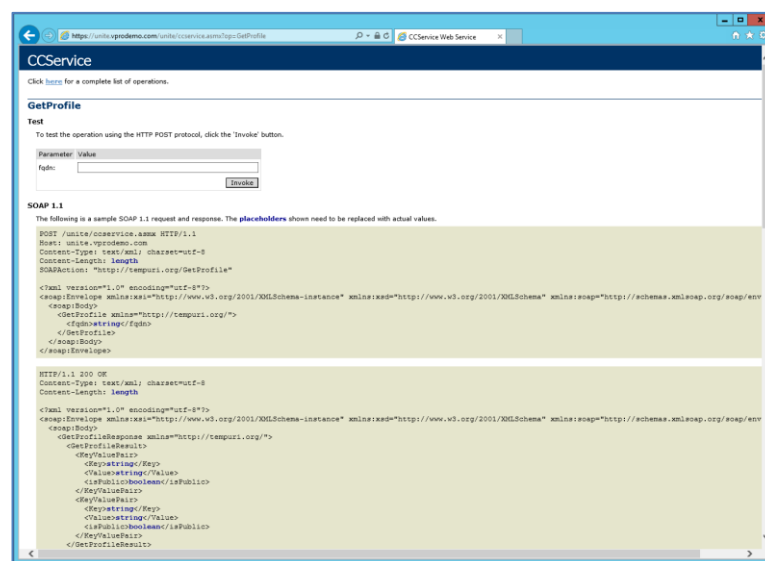 https://unite.vprodemo.com/unite/ccservice.asmx?op=GetProfile
CCService Web Service
CCService
Click here for a complete list of operations.
GetProfile
Test
To test the operation using the HTTP POST protocol, click the 'Invoke' button.
Parameter Value
fqdn:
Invoke
SOAP 1.1
The following is a sample SOAP 1.1 request and response. The placeholders shown need to be replaced with actual values.
POST /unite/ccservice.asmx HTTP/1.1
Host: unite.vprodemo.com
Content-Type: text/xml; charset=utf-8
Content-Length: length
SOAPAction: "http://tempuri.org/GetProfile"
<?xml version="1.0" encoding="utf-8"?>
<soap:Envelope xmlns:xsi="http://www.w3.org/2001/XMLSchema-instance" xmlns:xsd="http://www.w3.org/2001/XMLSchema" xmlns:soap="http://schemas.xmlsoap.org/soap/env
<soap:Body>
<GetProfile xmlns="http://tempuri.org/">
<fqdn>string</fqdn>
</GetProfile>
</soap:Body>
</soap:Envelope>
HTTP/1.1 200 OK
Content-Type: text/xml; charset=utf-8
Content-Length: length
<?xml version="1.0" encoding="utf-8"?>
<soap:Envelope xmlns:xsi="http://www.w3.org/2001/XMLSchema-instance" xmlns:xsd="http://www.w3.org/2001/XMLSchema" xmlns:soap="http://schemas.xmlsoap.org/soap/env
<soap:Body>
<GetProfileResponse xmlns="http://tempuri.org/">
<GetProfileResult>
<KeyValuePair>
<Key>string</Key>
<Value>string</Value>
<isPublic>boolean</isPublic>
</KeyValuePair>
<KeyValuePair>
<Key>string</Key>
<Value>string</Value>
<isPublic>boolean</isPublic>
</KeyValuePair>
</GetProfileResult>